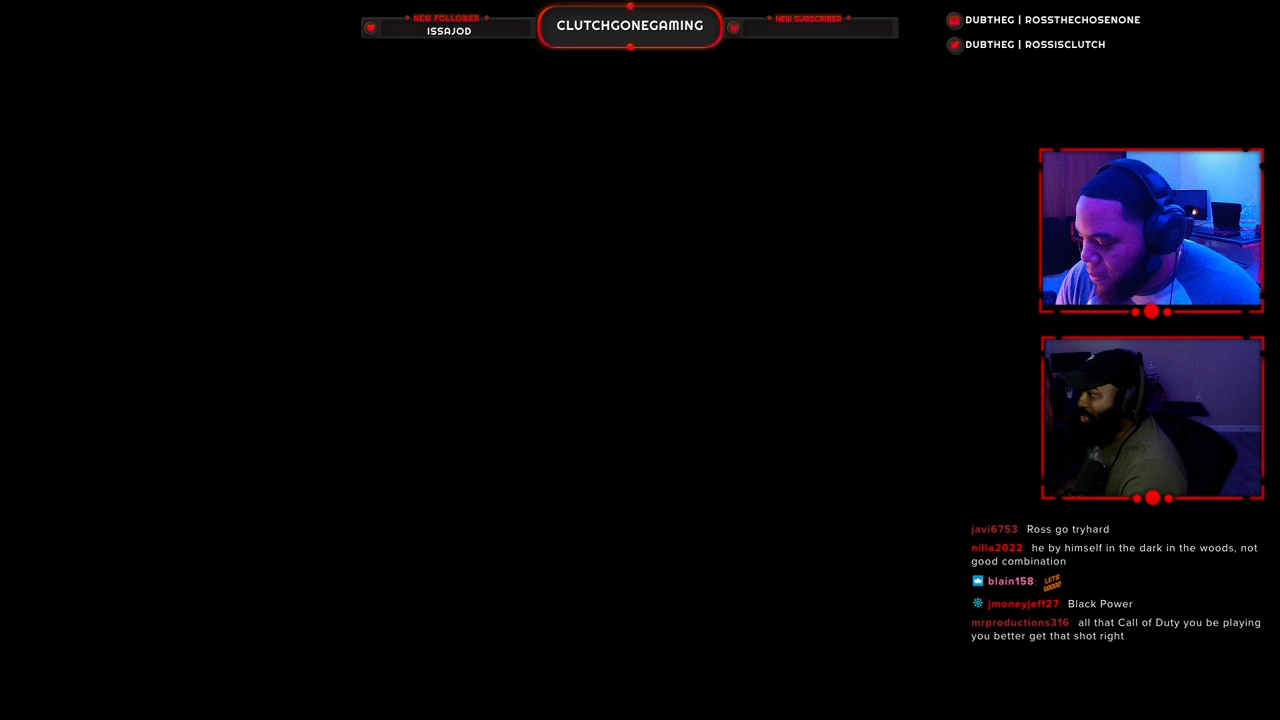 NEW FOLLOWER
ISSAJOD
CLUTCHGONEGAMING
NEW SUBSCRIBER
DUBTHEG | ROSSTHECHOSENONE
DUBTHEG | ROSSISCLUTCH
javi6753: Ross go tryhard
nilla2022: he by himself in the dark in the woods, not
good combination
blain158: LETS
GOOO!
jmoneyjeff27: Black Power
mrproductions316: all that Call of Duty you be playing
you better get that shot right